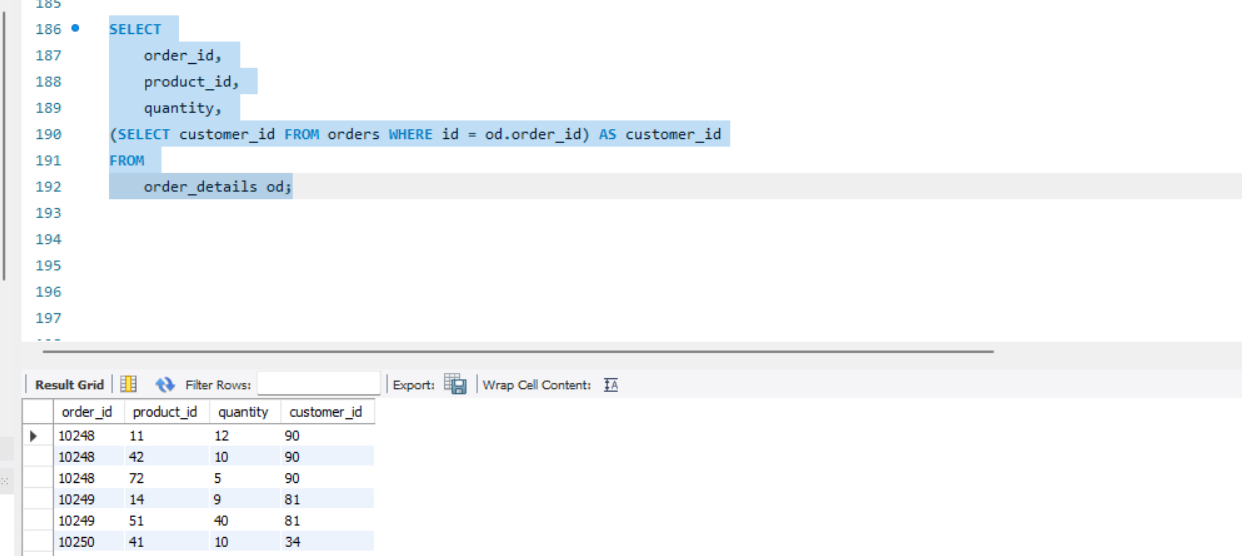 185
186 SELECT
187 order_id,
188 product_id,
189 quantity,
190 (SELECT customer_id FROM orders WHERE id = od.order_id) AS customer_id
191 FROM
192 order_details od;
193
194
195
196
197
Result Grid Filter Rows: Export: Wrap Cell Content: IA
order_id product_id quantity customer_id
10248 11 12 90
10248 42 10 90
10248 72 5 90
10249 14 9 81
10249 51 40 81
10250 41 10 34